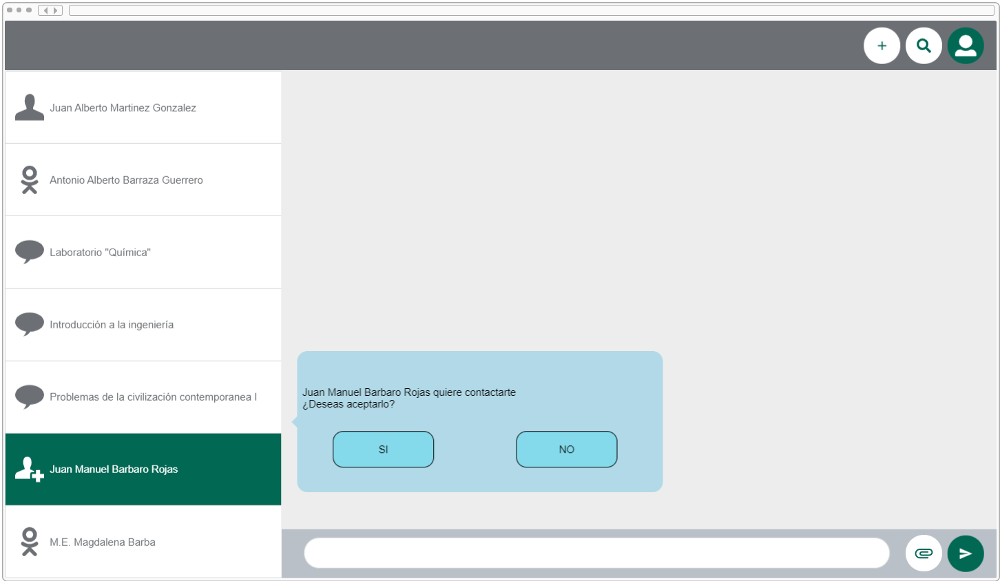 Juan Alberto Martinez Gonzalez
Antonio Alberto Barraza Guerrero
Laboratorio "Química"
Introducción a la ingeniería
Problemas de la civilización contemporanea I
Juan Manuel Barbaro Rojas
M.E. Magdalena Barba
Juan Manuel Barbaro Rojas quiere contactarte
¿Deseas aceptarlo?
SI
NO